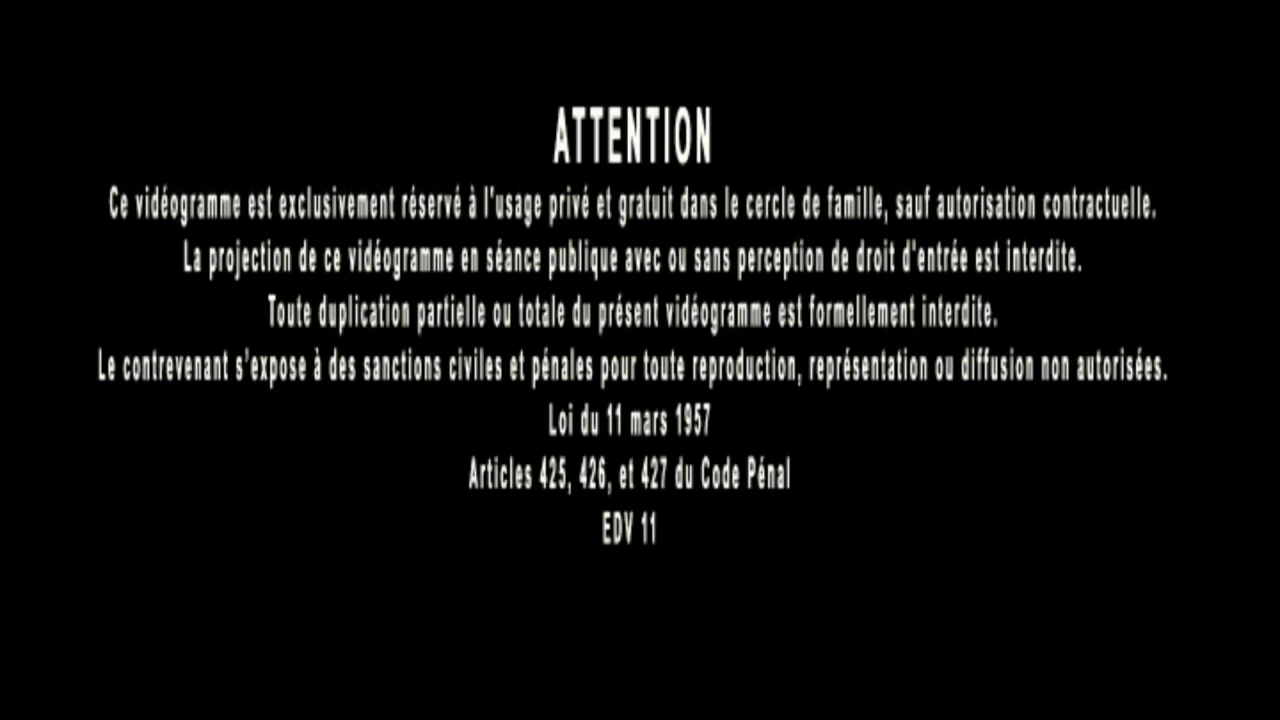 ATTENTION
Ce vidéogramme est exclusivement réservé à l'usage privé et gratuit dans le cercle de famille, sauf autorisation contractuelle.
La projection de ce vidéogramme en séance publique avec ou sans perception de droit d'entrée est interdite.
Toute duplication partielle ou totale du présent vidéogramme est formellement interdite.
Le contrevenant s'expose à des sanctions civiles et pénales pour toute reproduction, représentation ou diffusion non autorisées.
Loi du 11 mars 1957
Articles 425, 426, et 427 du Code Pénal
EDV 11